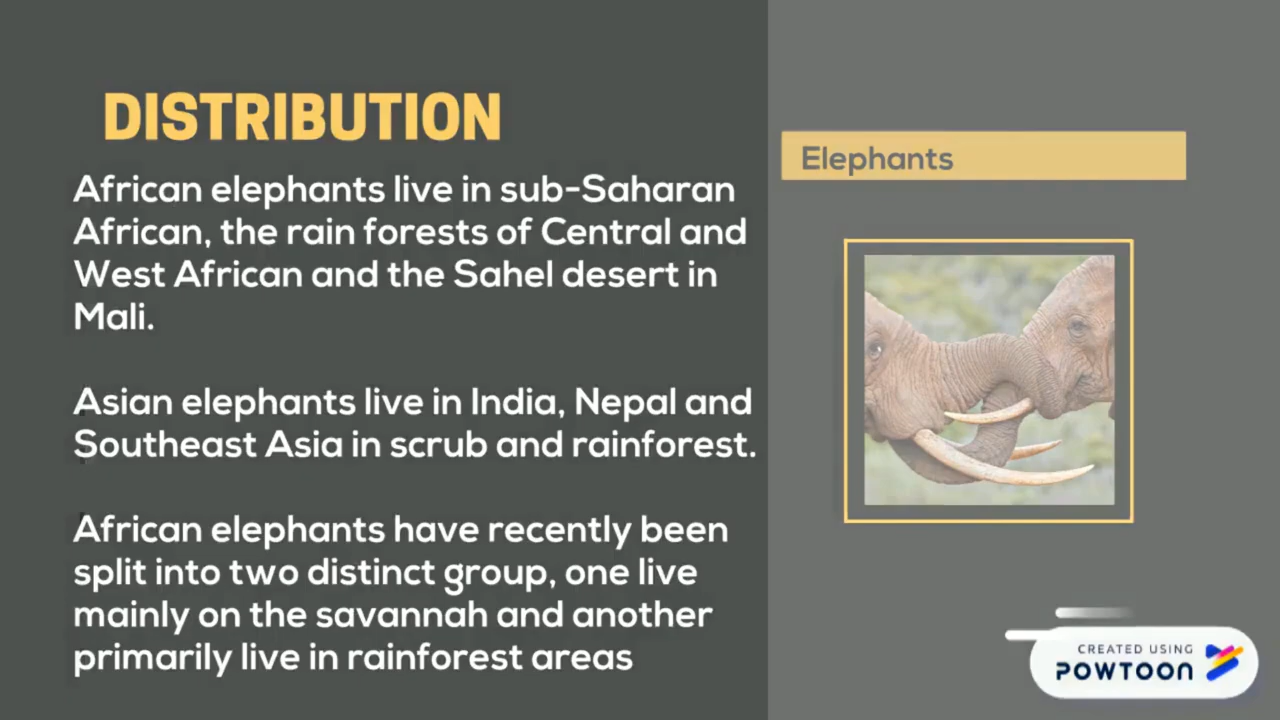 DISTRIBUTION
African elephants live in sub-Saharan
African, the rain forests of Central and
West African and the Sahel desert in
Mali.
Asian elephants live in India, Nepal and
Southeast Asia in scrub and rainforest.
African elephants have recently been
split into two distinct group, one live
mainly on the savannah and another
primarily live in rainforest areas
Elephants
CREATED USING
POWTOON